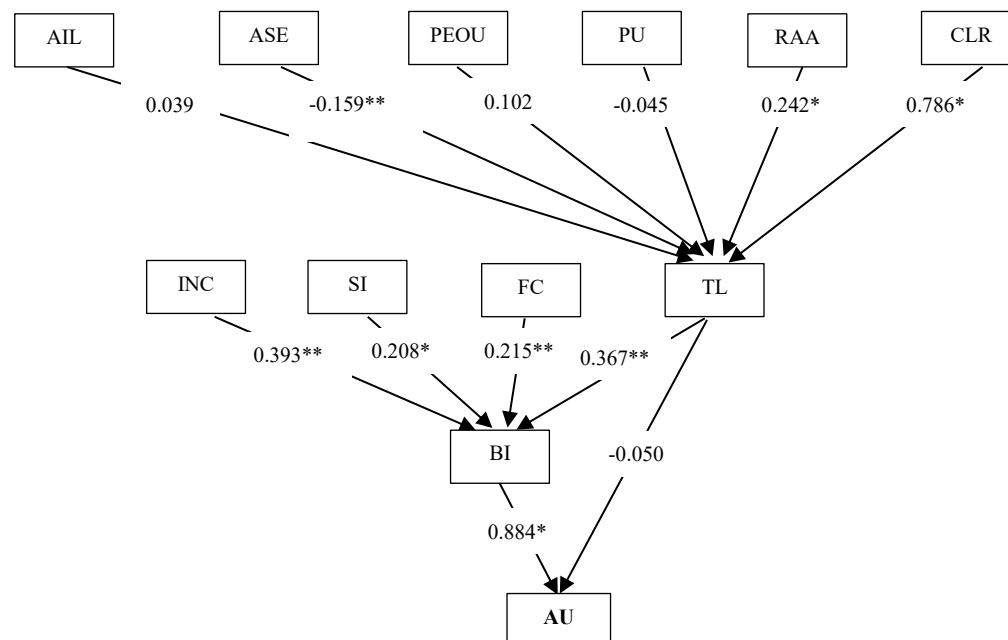 AIL
ASE
PEOU
PU
RAA
CLR
0.039
-0.159**
0.102
-0.045
0.242*
0.786*
INC
SI
FC
TL
0.393**
0.208*
0.215**
0.367**
BI
-0.050
0.884*
AU